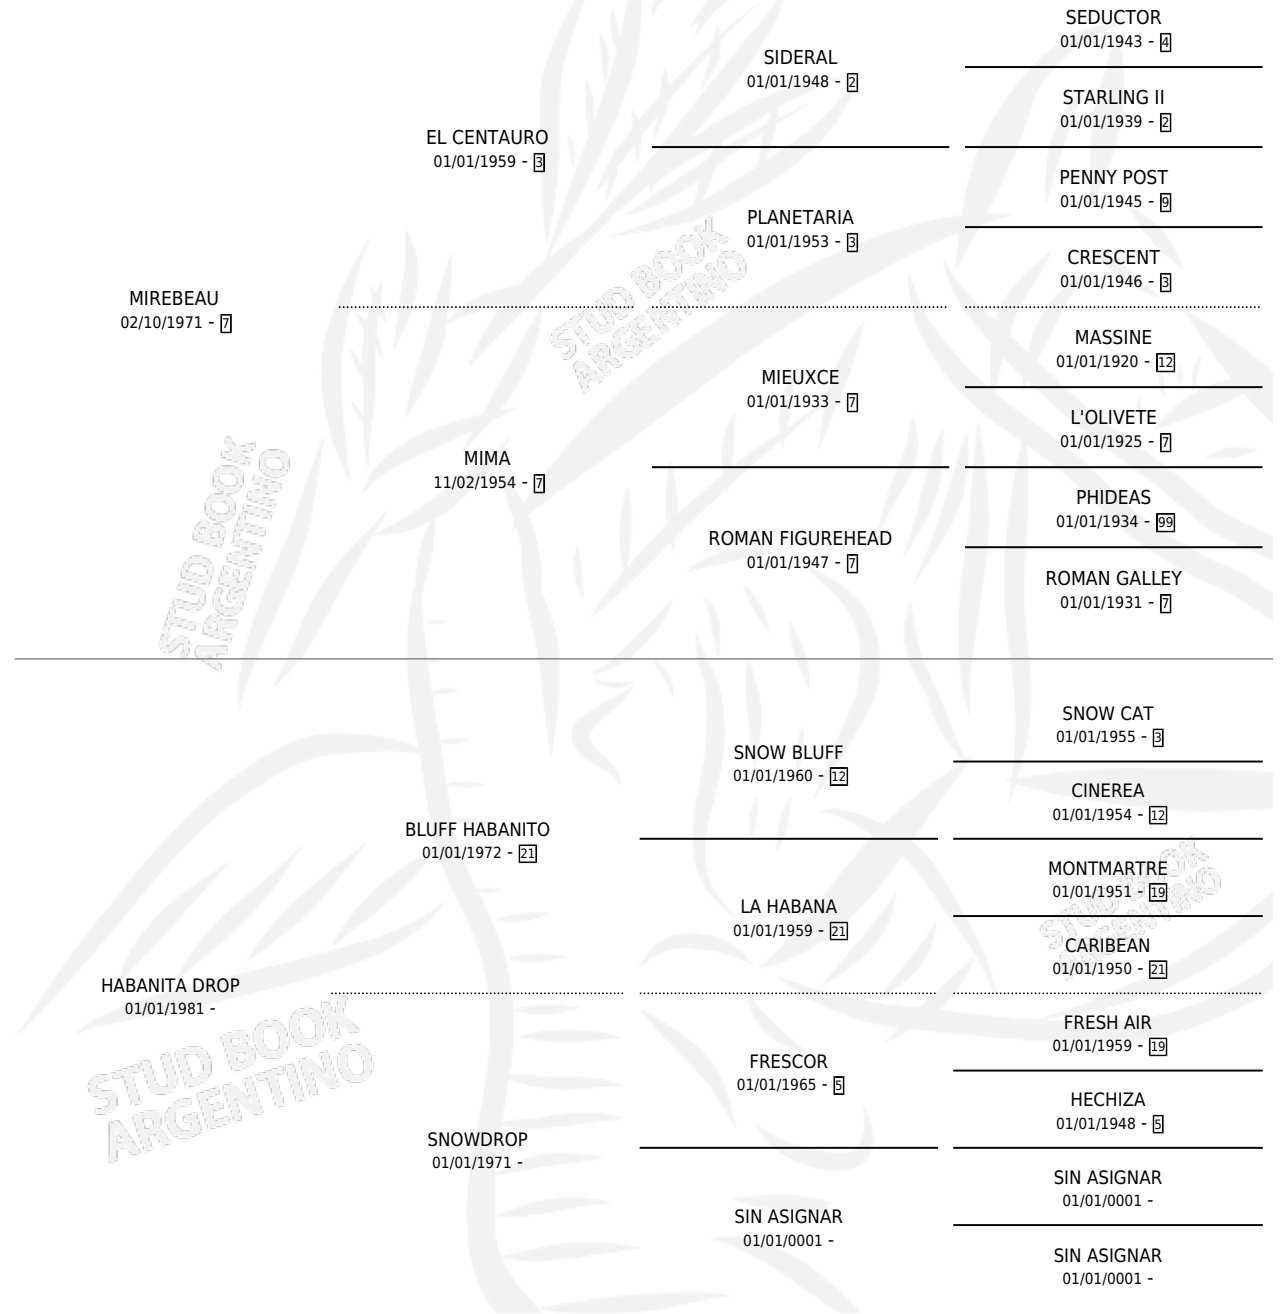 SEDUCTOR
01/01/1943 - 4
SIDERAL
01/01/1948 - 2
STARLING II
01/01/1939 - 2
EL CENTAURO
01/01/1959 - 3
PENNY POST
01/01/1945 - 9
PLANETARIA
01/01/1953 - 3
CRESCENT
01/01/1946 - 3
MIREBEAU
02/10/1971 - 7
MASSINE
01/01/1920 - 12
MIEUXCE
01/01/1933 - 7
L'OLIVETE
01/01/1925 - 7
MIMA
11/02/1954 - 7
PHIDEAS
01/01/1934 - 99
ROMAN FIGUREHEAD
01/01/1947 - 7
ROMAN GALLEY
01/01/1931 - 7
STUD BOOK
ARGENTINO
STUD BOOK
ARGENTINO
SNOW CAT
01/01/1955 - 3
SNOW BLUFF
01/01/1960 - 12
CINEREA
01/01/1954 - 12
BLUFF HABANITO
01/01/1972 - 21
MONTMARTRE
01/01/1951 - 19
LA HABANA
01/01/1959 - 21
CARIBEAN
01/01/1950 - 21
STUD BOOK
ARGENTINO
HABANITA DROP
01/01/1981 -
FRESH AIR
01/01/1959 - 19
FRESCOR
01/01/1965 - 5
HECHIZA
01/01/1948 - 5
STUD BOOK
ARGENTINO
SNOWDROP
01/01/1971 -
SIN ASIGNAR
01/01/0001 -
SIN ASIGNAR
01/01/0001 -
SIN ASIGNAR
01/01/0001 -